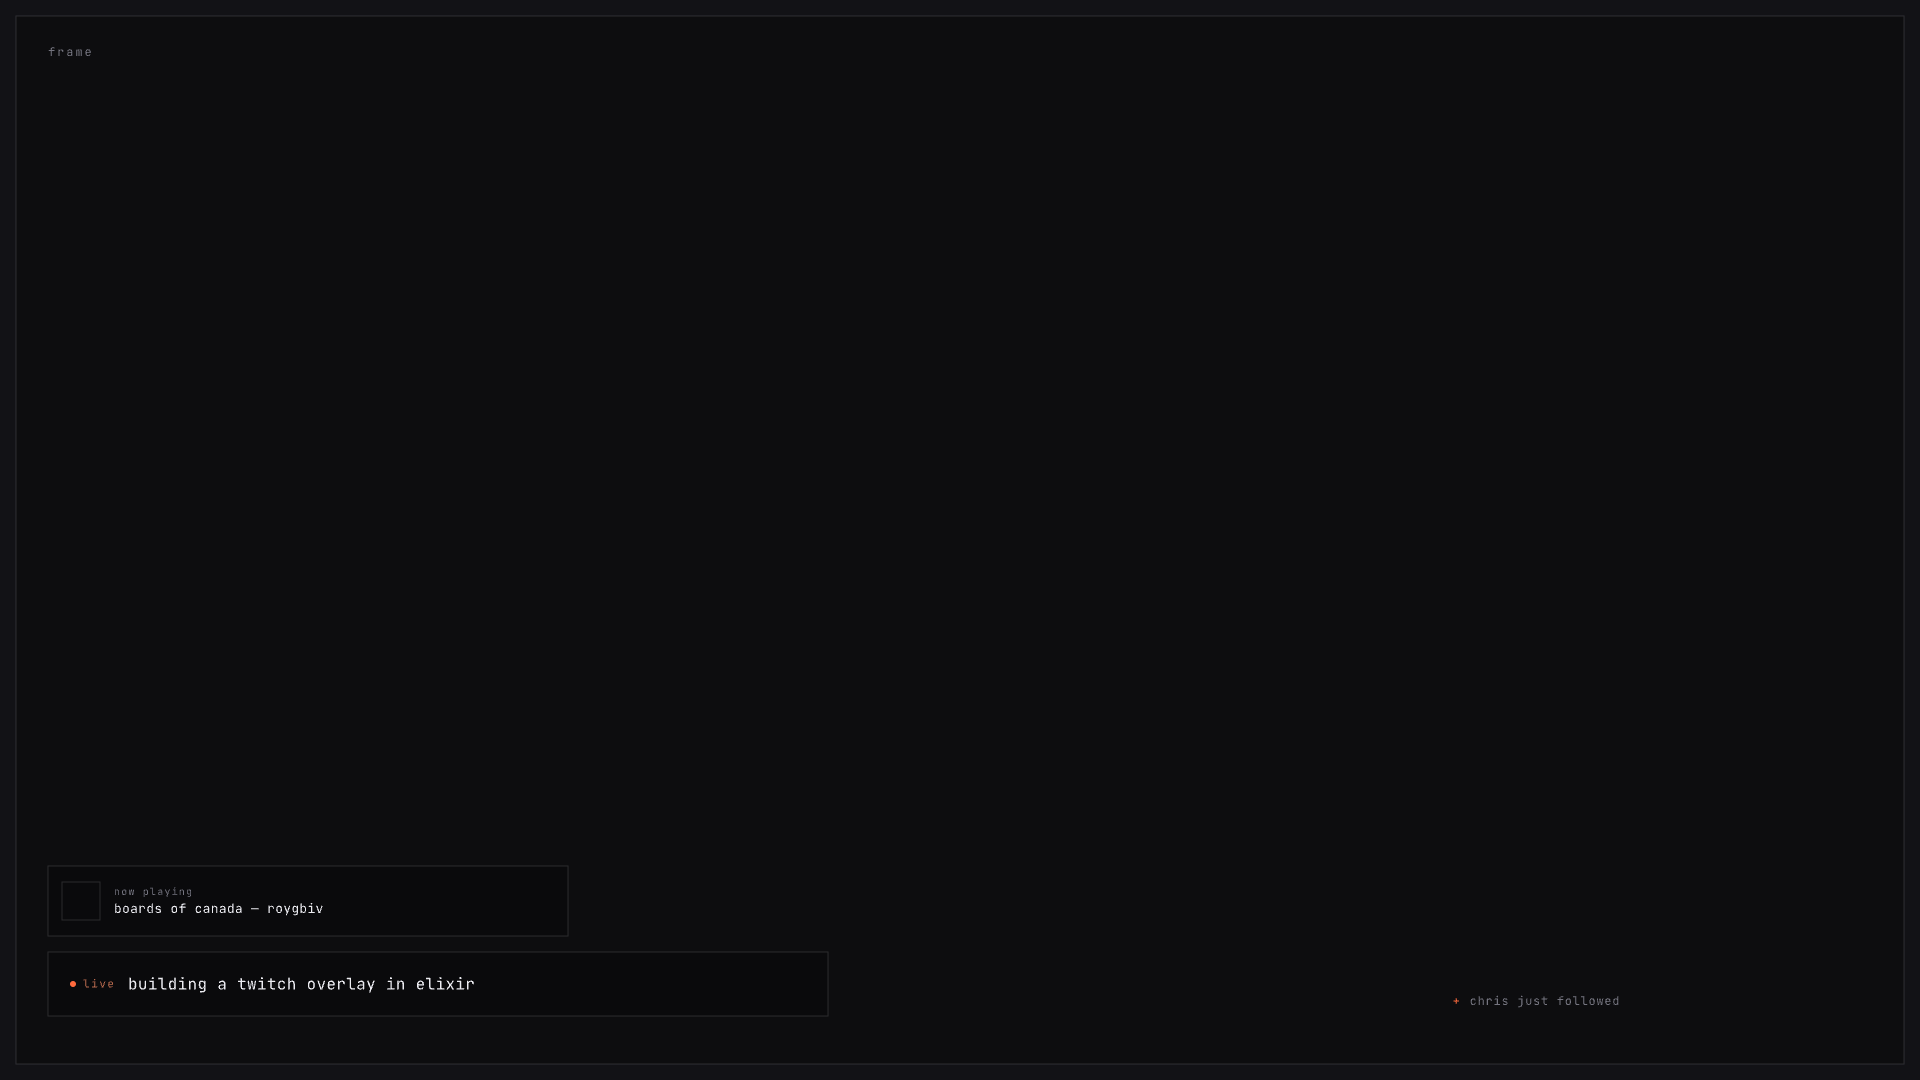 frame
now playing
boards of canada — roygbiv
live building a twitch overlay in elixir
+ chris just followed